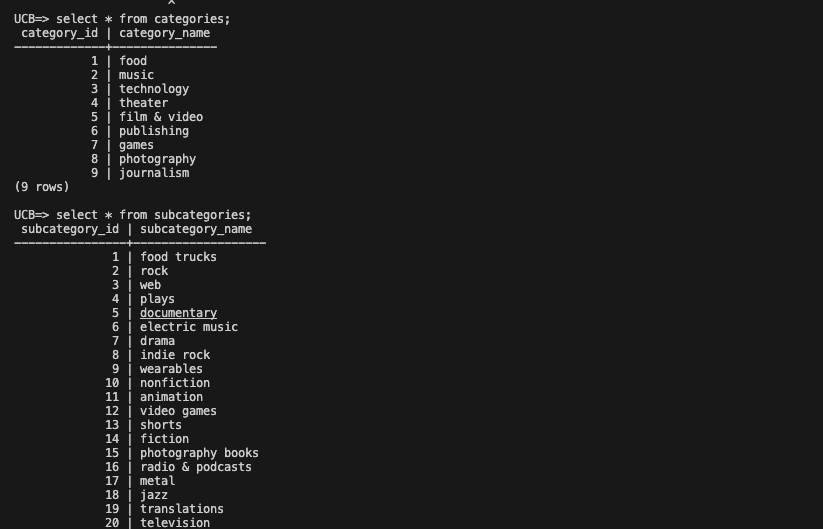 UCB=> select * from categories;
 category_id | category_name
-------------+---------------
           1 | food
           2 | music
           3 | technology
           4 | theater
           5 | film & video
           6 | publishing
           7 | games
           8 | photography
           9 | journalism
(9 rows)

UCB=> select * from subcategories;
 subcategory_id | subcategory_name
----------------+-------------------
              1 | food trucks
              2 | rock
              3 | web
              4 | plays
              5 | documentary
              6 | electric music
              7 | drama
              8 | indie rock
              9 | wearables
             10 | nonfiction
             11 | animation
             12 | video games
             13 | shorts
             14 | fiction
             15 | photography books
             16 | radio & podcasts
             17 | metal
             18 | jazz
             19 | translations
             20 | television